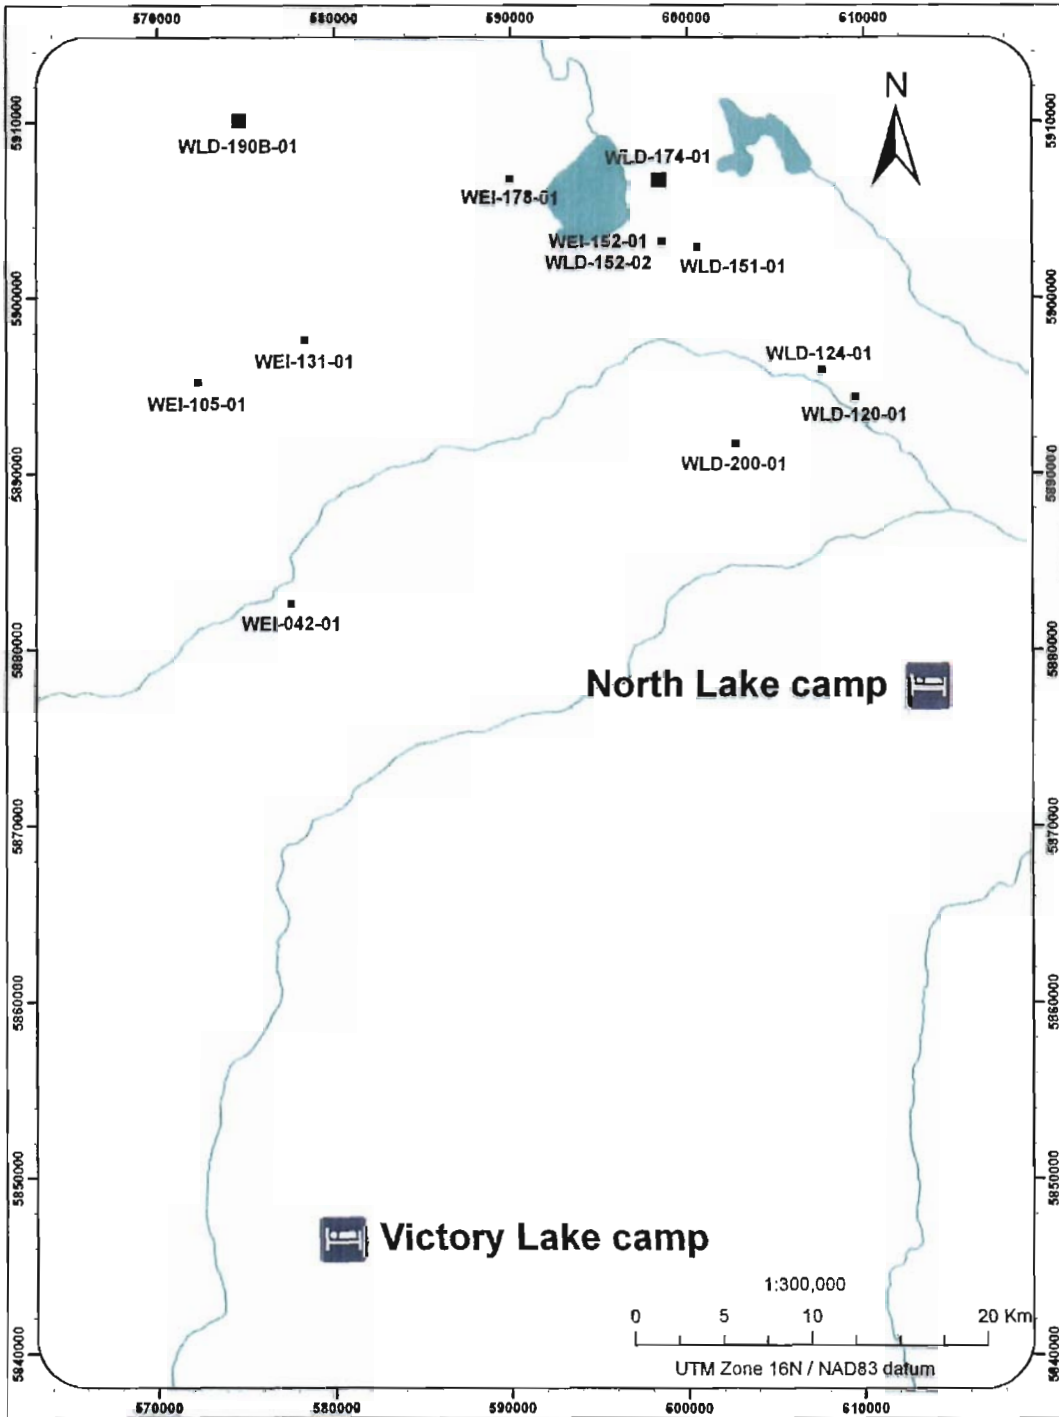 570000 580000 590000 600000 610000
N
5910000 5910000
WLD-190B-01
WLD-174-01
WEI-178-01
WEI-152-01
WLD-152-02
WLD-151-01
5900000 5900000
WEI-131-01
WLD-124-01
WEI-105-01
WLD-120-01
WLD-200-01
5890000 5890000
WEI-042-01
5880000 5880000
North Lake camp
5870000 5870000
5860000 5860000
5850000 5850000
Victory Lake camp
1:300,000
0 5 10 20 Km
5840000 5840000
UTM Zone 16N / NAD83 datum
570000 580000 590000 600000 610000